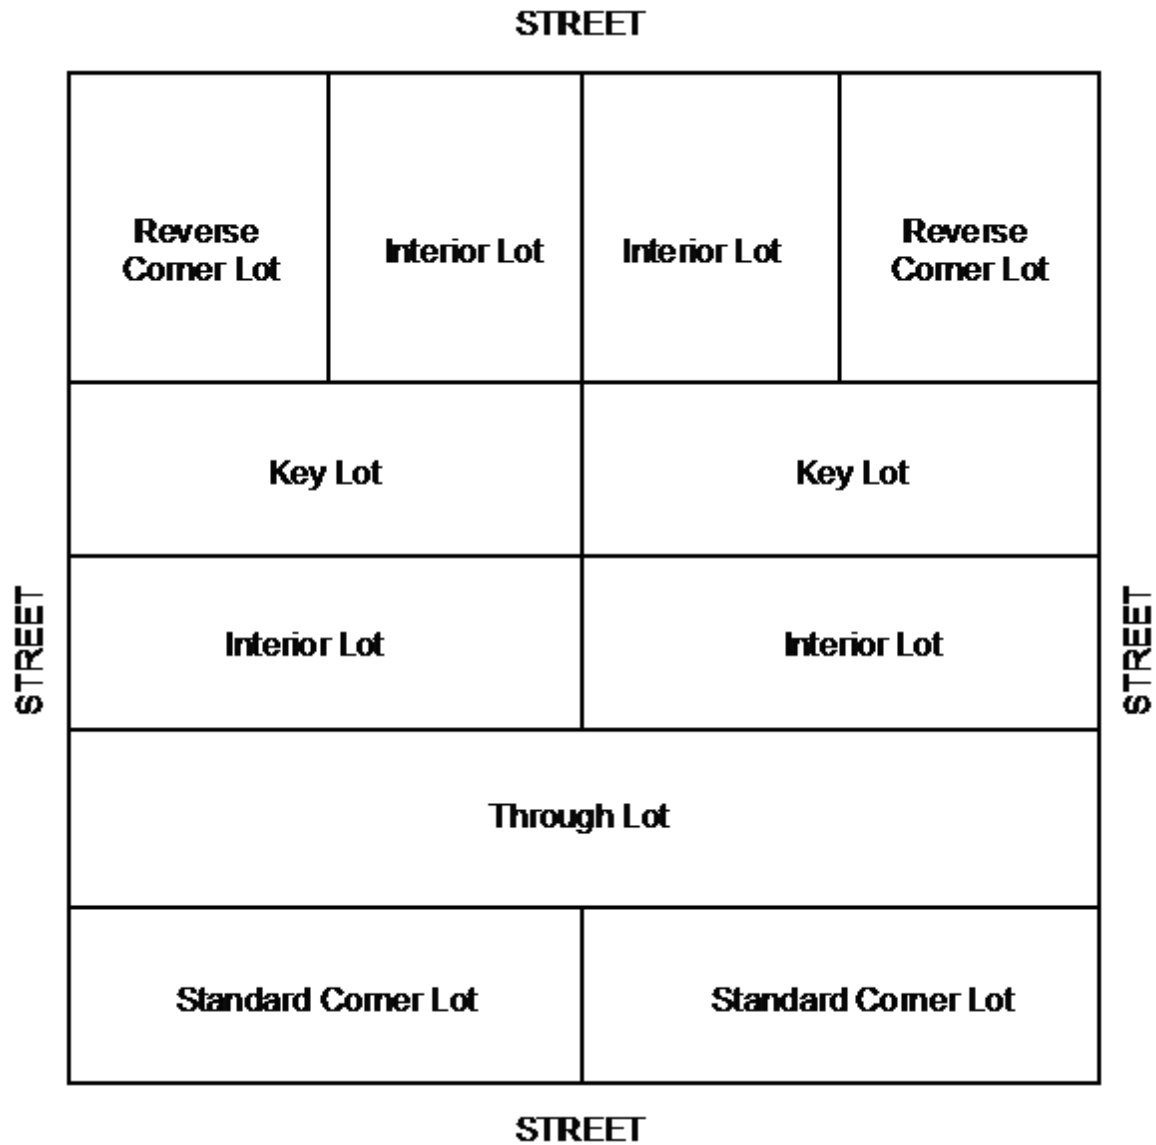 STREET
Reverse
Corner Lot
Interior Lot
Interior Lot
Reverse
Corner Lot
Key Lot
Key Lot
STREET
Interior Lot
Interior Lot
STREET
Through Lot
Standard Corner Lot
Standard Corner Lot
STREET